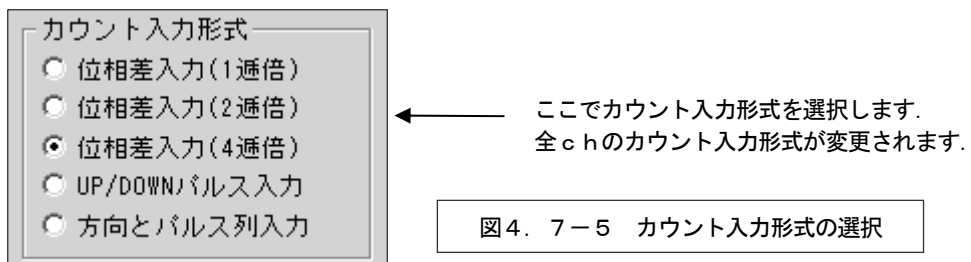 カウント入力形式
位相差入力(1逓倍)
位相差入力(2逓倍)
位相差入力(4逓倍)
UP/DOWNパルス入力
方向とパルス列入力
ここでカウント入力形式を選択します.
全chのカウント入力形式が変更されます.
図4.7-5 カウント入力形式の選択